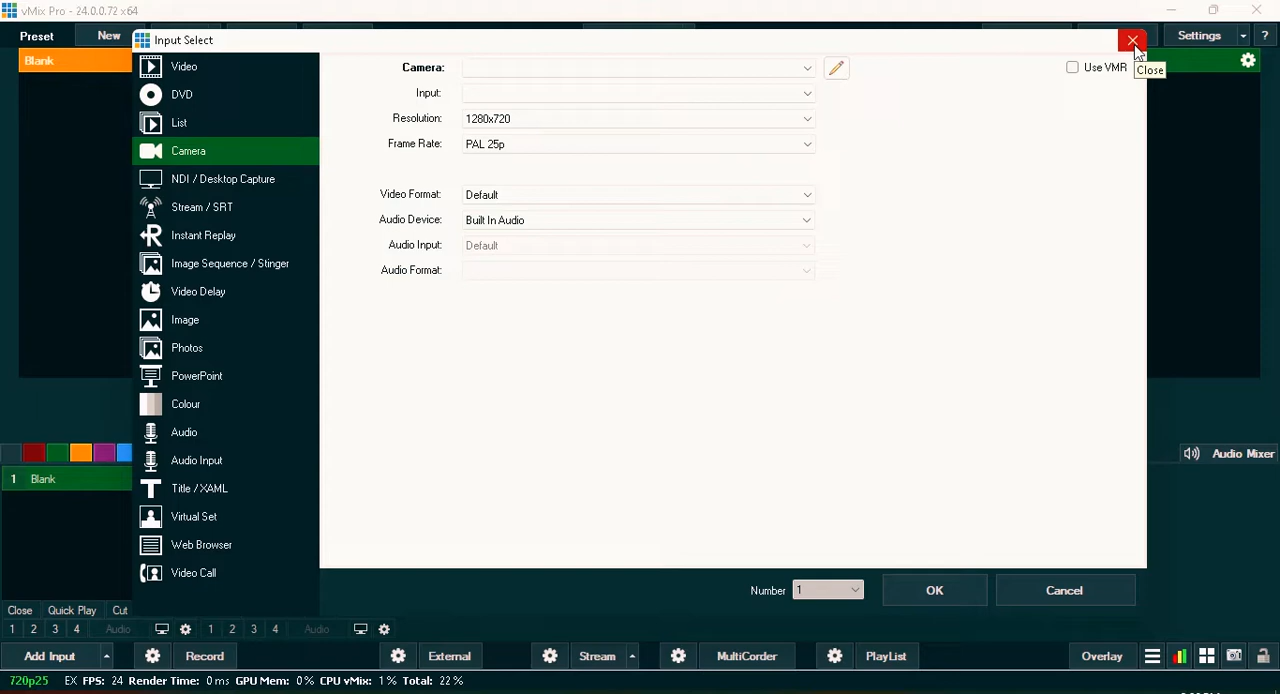 vMix Pro - 24.0.0.72 x64
Preset
New
Settings
?
Input Select
Close
Blank
Video
DVD
List
Camera
NDI / Desktop Capture
Stream / SRT
Instant Replay
Image Sequence / Stinger
Video Delay
Image
Photos
PowerPoint
Colour
Audio
Audio Input
Title / XAML
Virtual Set
Web Browser
Video Call
Camera:
Use VMR
Input:
Resolution: 1280x720
Frame Rate: PAL 25p
Video Format: Default
Audio Device: Built In Audio
Audio Input: Default
Audio Format:
Number 1
OK
Cancel
Audio Mixer
1 Blank
Close Quick Play Cut
1 2 3 4 Audio 1 2 3 4 Audio
Add Input Record External Stream MultiCorder PlayList Overlay
720p25 EX FPS: 24 Render Time: 0 ms GPU Mem: 0 % CPU vMix: 1 % Total: 22 %